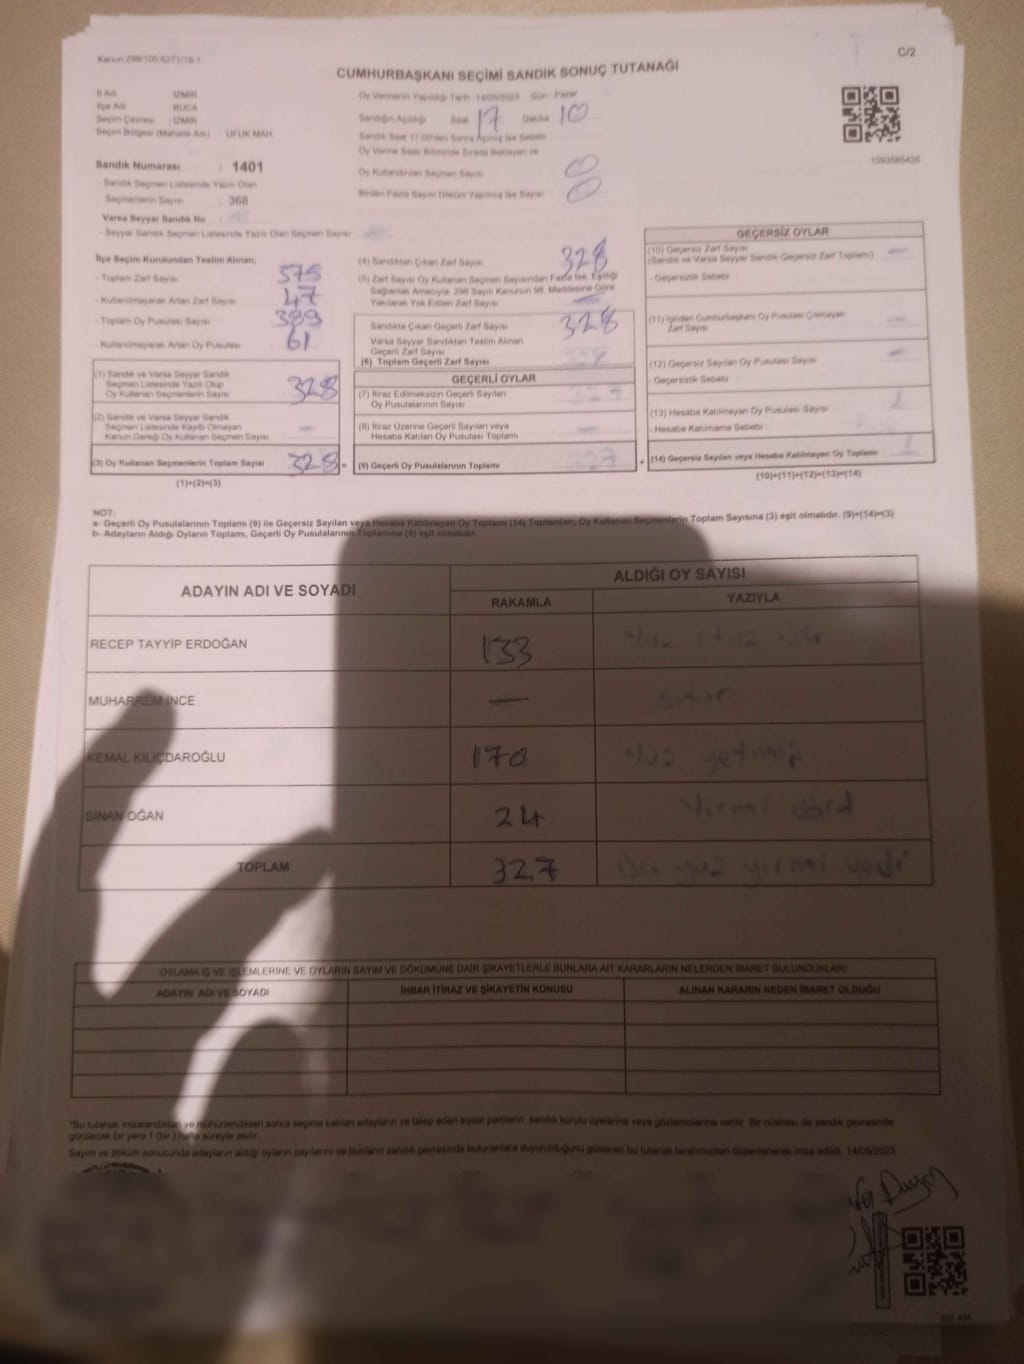 Kanun:298/105,6271/18-1
C/2
CUMHURBAŞKANI SEÇİMİ SANDIK SONUÇ TUTANAĞI
İl Adı : İZMİR
İlçe Adı : BUCA
Seçim Çevresi : İZMİR
Seçim Bölgesi (Mahalle Adı) : UFUK MAH.
Sandık Numarası : 1401
- Sandık Seçmen Listesinde Yazılı Olan
Seçmenlerin Sayısı : 368
Varsa Seyyar Sandık No :
- Seyyar Sandık Seçmen Listesinde Yazılı Olan Seçmen Sayısı
Oy Vermenin Yapıldığı Tarih: 14/05/2023 Gün: Pazar
Sandığın Açıldığı Saat 17 Dakika 10
Sandık Saat 17.00'den Sonra Açılmış İse Sebebi
Oy Verme Saati Bitiminde Sırada Bekleyen ve
Oy Kullandırılan Seçmen Sayısı 0
Birden Fazla Sayım Döküm Yapılmış İse Sayısı 0
1093585435
İlçe Seçim Kurulundan Teslim Alınan;
- Toplam Zarf Sayısı 375
- Kullanılmayarak Artan Zarf Sayısı 47
- Toplam Oy Pusulası Sayısı 389
- Kullanılmayarak Artan Oy Pusulası 61
(1) Sandık ve Varsa Seyyar Sandık
Seçmen Listesinde Yazılı Olup
Oy Kullanan Seçmenlerin Sayısı 328
(2) Sandık ve Varsa Seyyar Sandık
Seçmen Listesinde Kayıtlı Olmayan
Kanun Gereği Oy Kullanan Seçmen Sayısı –
(3) Oy Kullanan Seçmenlerin Toplam Sayısı 328 =
(1)+(2)=(3)
(4) Sandıktan Çıkan Zarf Sayısı 328
(5) Zarf Sayısı Oy Kullanan Seçmen Sayısından Fazla İse, Eşitliği
Sağlamak Amacıyla, 298 Sayılı Kanunun 98. Maddesine Göre
Yakılarak Yok Edilen Zarf Sayısı –
Sandıkta Çıkan Geçerli Zarf Sayısı 328
Varsa Seyyar Sandıktan Teslim Alınan
Geçerli Zarf Sayısı
(6) Toplam Geçerli Zarf Sayısı 328
GEÇERLİ OYLAR
(7) İtiraz Edilmeksizin Geçerli Sayılan
Oy Pusulalarının Sayısı 327
(8) İtiraz Üzerine Geçerli Sayılan veya
Hesaba Katılan Oy Pusulası Toplamı –
(9) Geçerli Oy Pusulalarının Toplamı 327 +
GEÇERSİZ OYLAR
(10) Geçersiz Zarf Sayısı
(Sandık ve Varsa Seyyar Sandık Geçersiz Zarf Toplamı) –
- Geçersizlik Sebebi
(11) İçinden Cumhurbaşkanı Oy Pusulası Çıkmayan
Zarf Sayısı –
(12) Geçersiz Sayılan Oy Pusulası Sayısı –
- Geçersizlik Sebebi
(13) Hesaba Katılmayan Oy Pusulası Sayısı 1
- Hesaba Katılmama Sebebi
(14) Geçersiz Sayılan veya Hesaba Katılmayan Oy Toplamı 1
(10)+(11)+(12)+(13)=(14)
NOT:
a- Geçerli Oy Pusulalarının Toplamı (9) ile Geçersiz Sayılan veya Hesaba Katılmayan Oy Toplamı (14) Toplamları, Oy Kullanan Seçmenlerin Toplam Sayısına (3) eşit olmalıdır. (9)+(14)=(3)
b- Adayların Aldığı Oyların Toplamı, Geçerli Oy Pusulalarının Toplamına (9) eşit olmalıdır.
ADAYIN ADI VE SOYADI
ALDIĞI OY SAYISI
RAKAMLA YAZIYLA
RECEP TAYYİP ERDOĞAN 133 Yüz otuz
MUHARREM İNCE — 
KEMAL KILIÇDAROĞLU 170 Yüz yetmiş
SİNAN OĞAN 24 Yirmi dört
TOPLAM 327 yüz yirmi yedi
OYLAMA İŞ VE İŞLEMLERİNE VE OYLARIN SAYIM VE DÖKÜMÜNE DAİR ŞİKAYETLERLE BUNLARA AİT KARARLARIN NELERDEN İBARET BULUNDUKLARI
ADAYIN ADI VE SOYADI İHBAR İTİRAZ VE ŞİKAYETİN KONUSU ALINAN KARARIN NEDEN İBARET OLDUĞU
*Bu tutanak imzalandıktan ve mühürlendikten sonra seçime katılan adayların ve talep eden siyasi partilerin sandık kurulu üyelerine veya gözlemcilerine verilir. Bir nüshası da sandık çevresinde
görülecek bir yere 1 (bir) hafta süreyle asılır.
Sayım ve döküm sonucunda adayların aldığı oyların sayılarını ve bunların sandık çevresinde bulunanlara duyurulduğunu gösteren bu tutanak tarafımızdan düzenlenerek imza edildi. 14/05/2023